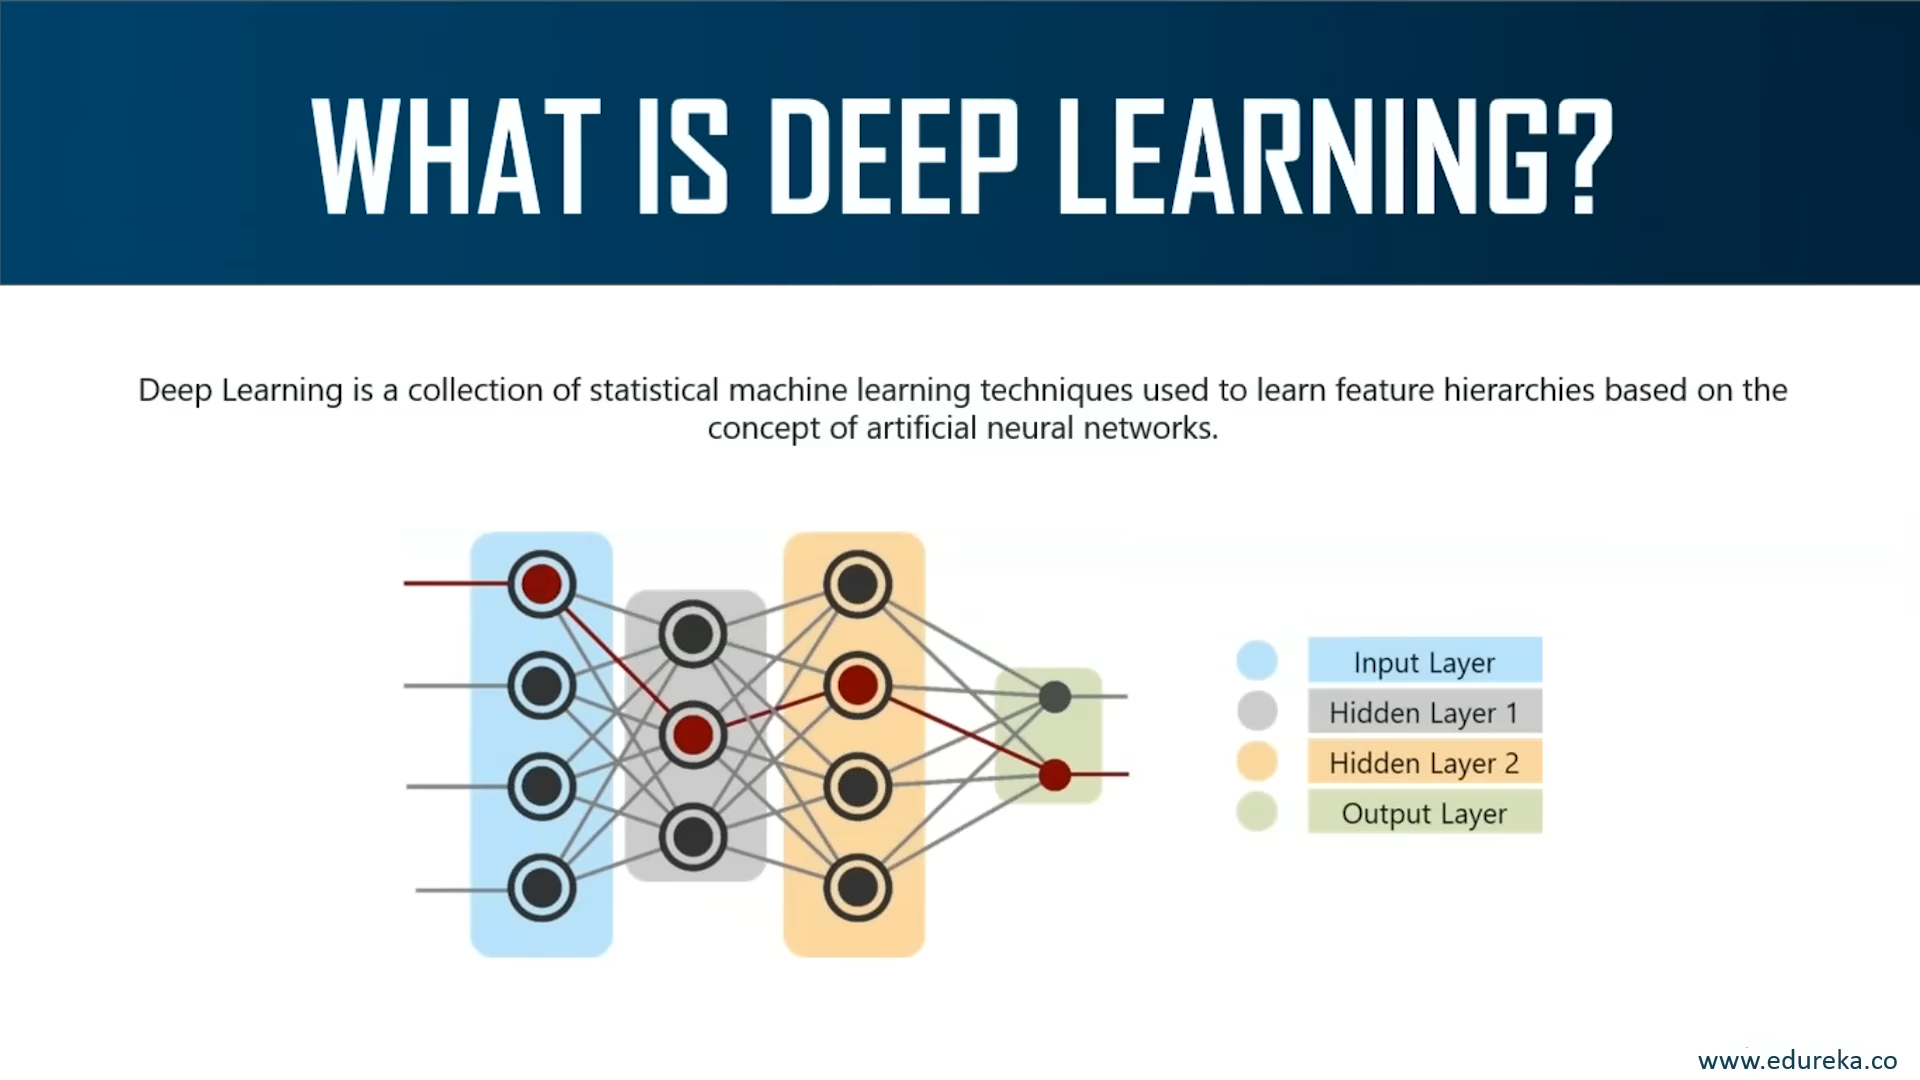 WHAT IS DEEP LEARNING?
Deep Learning is a collection of statistical machine learning techniques used to learn feature hierarchies based on the
concept of artificial neural networks.
Input Layer
Hidden Layer 1
Hidden Layer 2
Output Layer
www.edureka.co